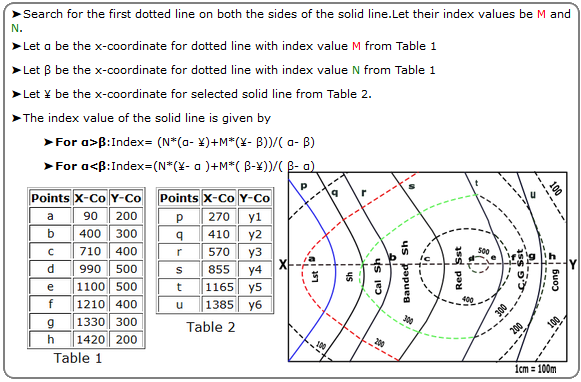 ➤Search for the first dotted line on both the sides of the solid line.Let their index values be M and
N.
➤Let α be the x-coordinate for dotted line with index value M from Table 1
➤Let β be the x-coordinate for dotted line with index value N from Table 1
➤Let ¥ be the x-coordinate for selected solid line from Table 2.
➤The index value of the solid line is given by
➤For α>β:Index= (N*(α- ¥)+M*(¥- β))/( α- β)
➤For α<β:Index=(N*(¥- α )+M*( β-¥))/( β- α)
Points X-Co Y-Co
a 90 200
b 400 300
c 710 400
d 990 500
e 1100 500
f 1210 400
g 1330 300
h 1420 200
Table 1
Points X-Co Y-Co
p 270 y1
q 410 y2
r 570 y3
s 855 y4
t 1165 y5
u 1385 y6
Table 2
p q r s t u
100
X a b c d e f g h Y
500
Lst
Sh
Cal Sh
Banded Sh
Red Sst
C.G Sst
Cong
400
300
200
100
300
200
100
1cm = 100m